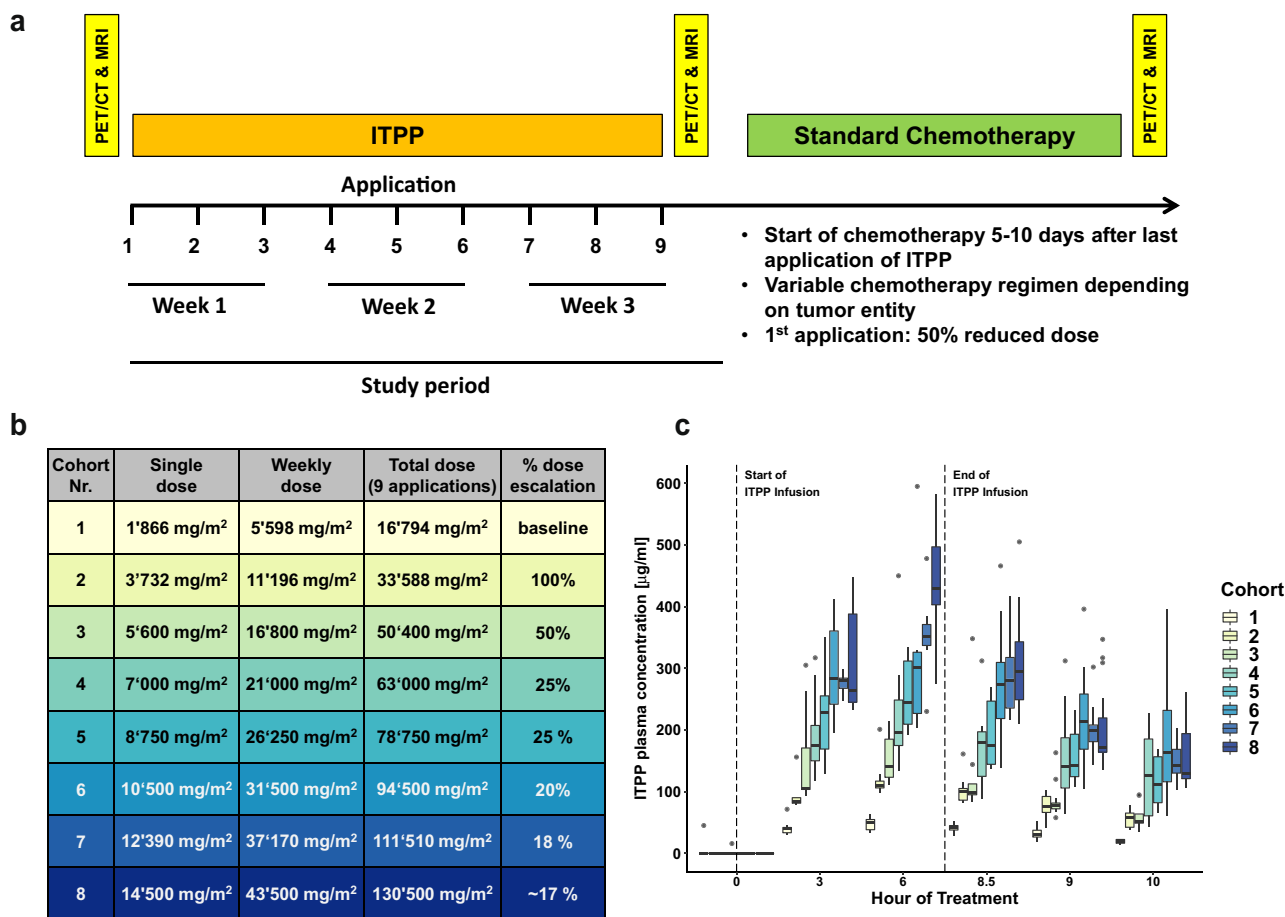 a
PET/CT & MRI
ITPP
PET/CT & MRI
Standard Chemotherapy
PET/CT & MRI
Application
1 2 3 4 5 6 7 8 9
Week 1 Week 2 Week 3
Study period
• Start of chemotherapy 5-10 days after last
application of ITPP
• Variable chemotherapy regimen depending
on tumor entity
• 1st application: 50% reduced dose
b
Cohort Nr. Single dose Weekly dose Total dose (9 applications) % dose escalation
1 1'866 mg/m² 5'598 mg/m² 16'794 mg/m² baseline
2 3’732 mg/m² 11'196 mg/m² 33'588 mg/m² 100%
3 5'600 mg/m² 16'800 mg/m² 50‘400 mg/m² 50%
4 7‘000 mg/m² 21‘000 mg/m² 63‘000 mg/m² 25%
5 8‘750 mg/m² 26‘250 mg/m² 78‘750 mg/m² 25 %
6 10‘500 mg/m² 31‘500 mg/m² 94‘500 mg/m² 20%
7 12‘390 mg/m² 37‘170 mg/m² 111‘510 mg/m² 18 %
8 14‘500 mg/m² 43‘500 mg/m² 130‘500 mg/m² ~17 %
c
Start of
ITPP Infusion
End of
ITPP Infusion
ITPP plasma concentration [µg/ml]
600
500
400
300
200
100
0
0 3 6 8.5 9 10
Hour of Treatment
Cohort
1
2
3
4
5
6
7
8